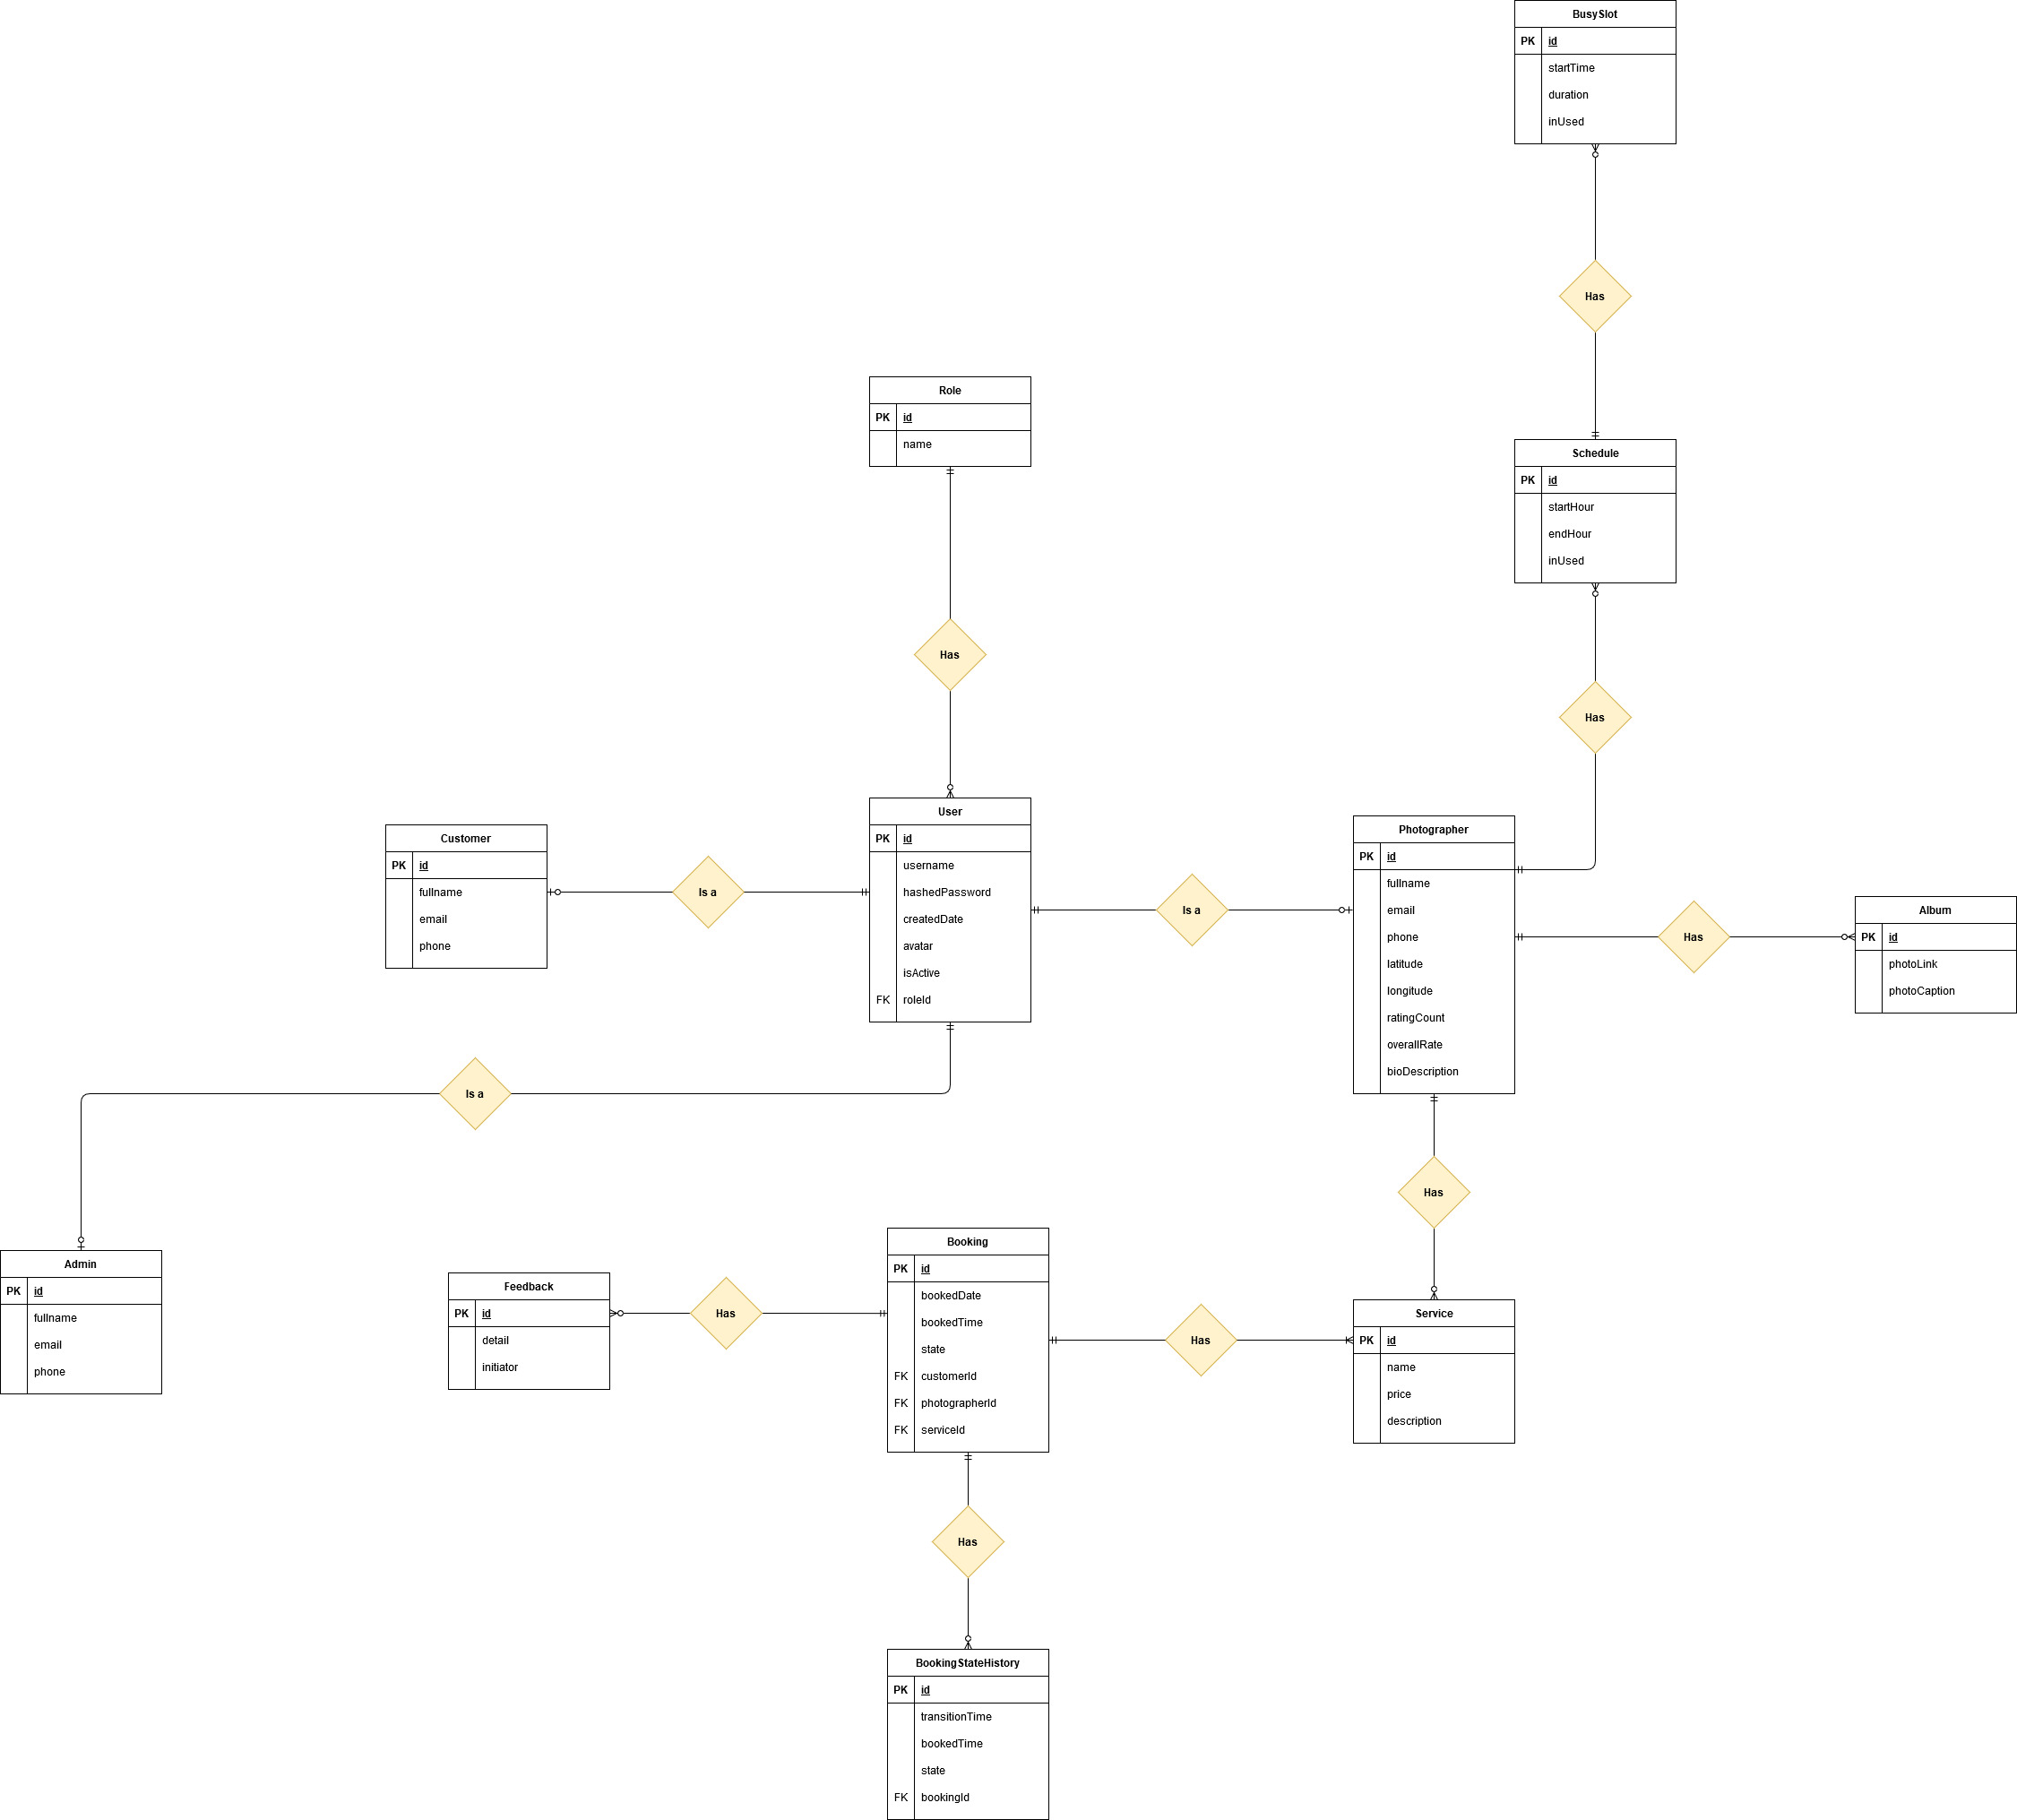 BusySlot
PK id
startTime
duration
inUsed
Has
Role
PK id
name
Schedule
PK id
startHour
endHour
inUsed
Has
Has
User
PK id
username
hashedPassword
createdDate
avatar
isActive
FK roleId
Customer
PK id
fullname
email
phone
Is a
Is a
Photographer
PK id
fullname
email
phone
latitude
longitude
ratingCount
overallRate
bioDescription
Has
Album
PK id
photoLink
photoCaption
Is a
Has
Admin
PK id
fullname
email
phone
Feedback
PK id
detail
initiator
Has
Booking
PK id
bookedDate
bookedTime
state
FK customerId
FK photographerId
FK serviceId
Has
Service
PK id
name
price
description
Has
BookingStateHistory
PK id
transitionTime
bookedTime
state
FK bookingId